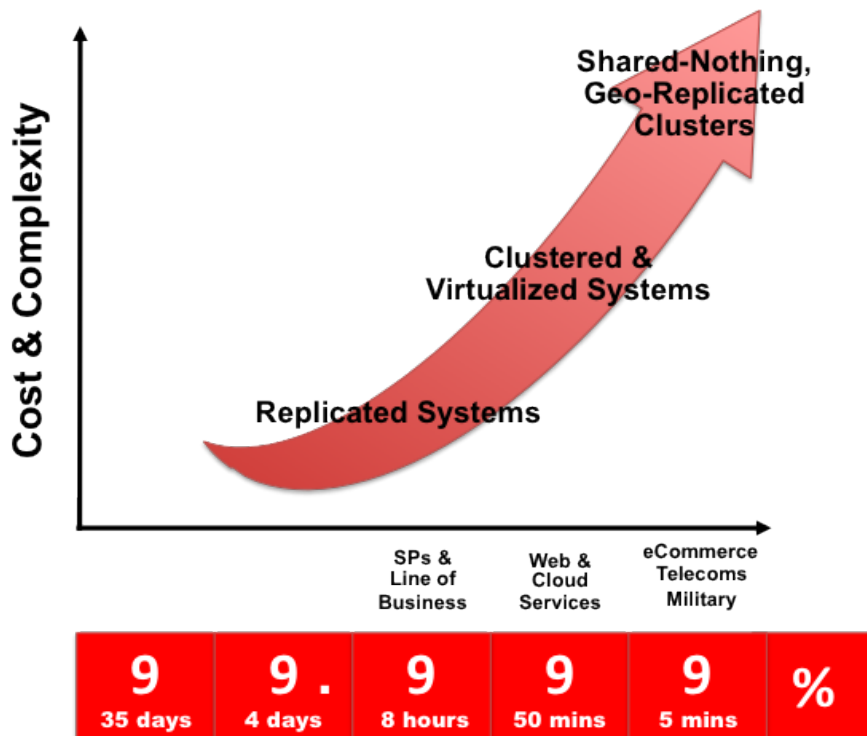 Cost & Complexity
Shared-Nothing,
Geo-Replicated
Clusters
Clustered &
Virtualized Systems
Replicated Systems
SPs &
Line of
Business
Web &
Cloud
Services
eCommerce
Telecoms
Military
9 9 . 9 9 9 %
35 days 4 days 8 hours 50 mins 5 mins